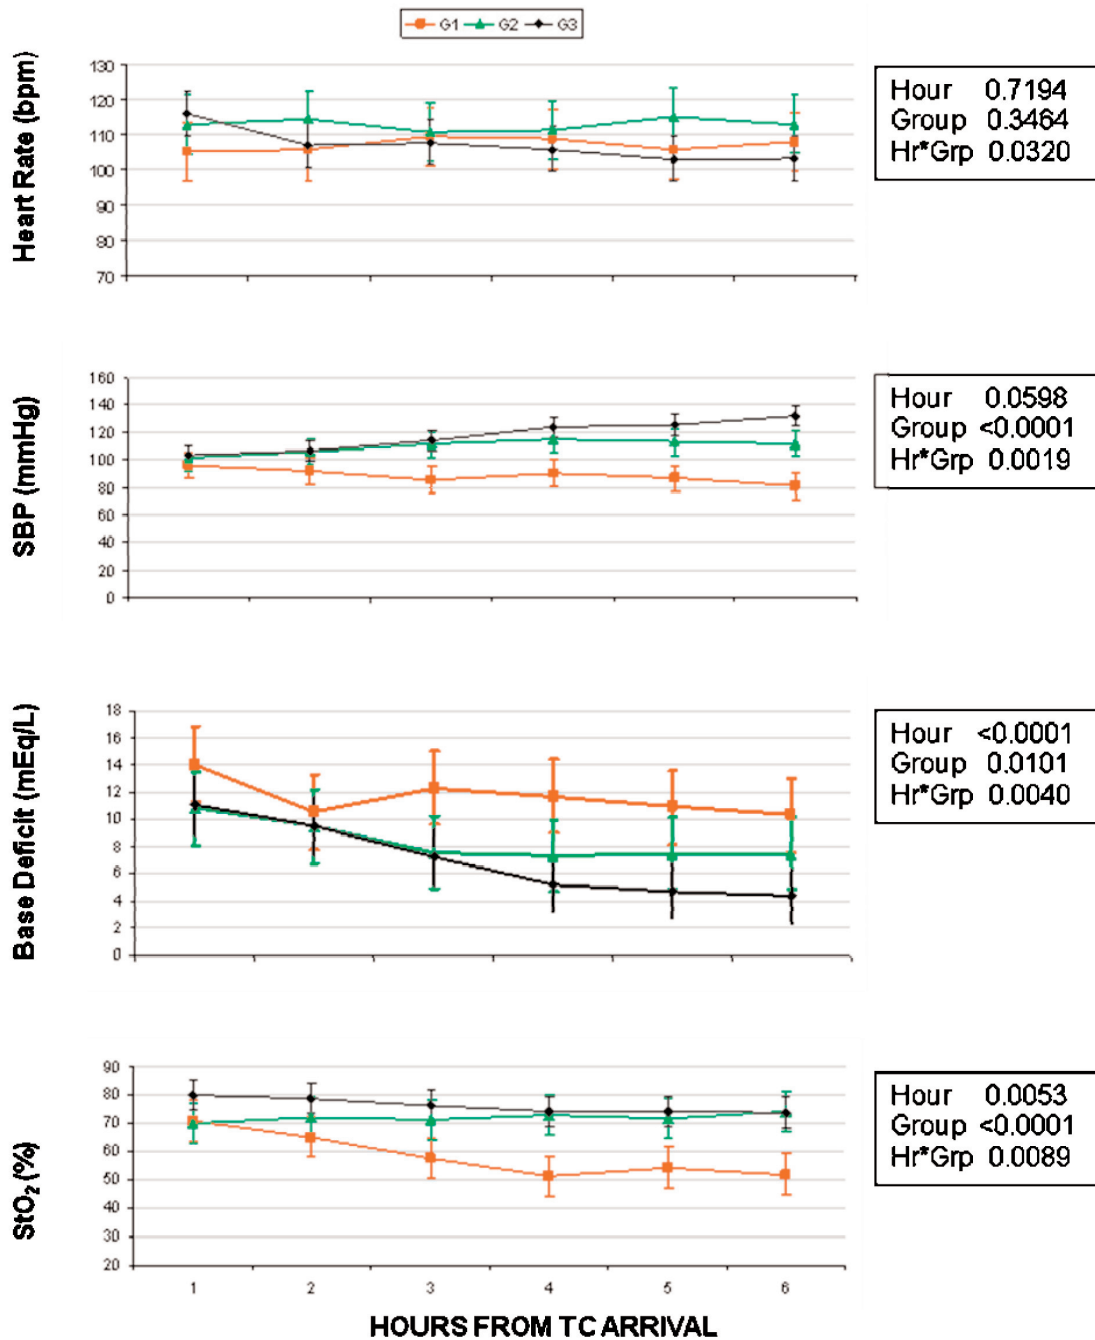 G1 G2 G3
Heart Rate (bpm)
130
120
110
100
90
80
70
Hour 0.7194
Group 0.3464
Hr*Grp 0.0320
SBP (mmHg)
160
140
120
100
80
60
40
20
0
Hour 0.0598
Group <0.0001
Hr*Grp 0.0019
Base Deficit (mEq/L)
18
16
14
12
10
8
6
4
2
0
Hour <0.0001
Group 0.0101
Hr*Grp 0.0040
StO₂ (%)
90
80
70
60
50
40
30
20
Hour 0.0053
Group <0.0001
Hr*Grp 0.0089
1 2 3 4 5 6
HOURS FROM TC ARRIVAL